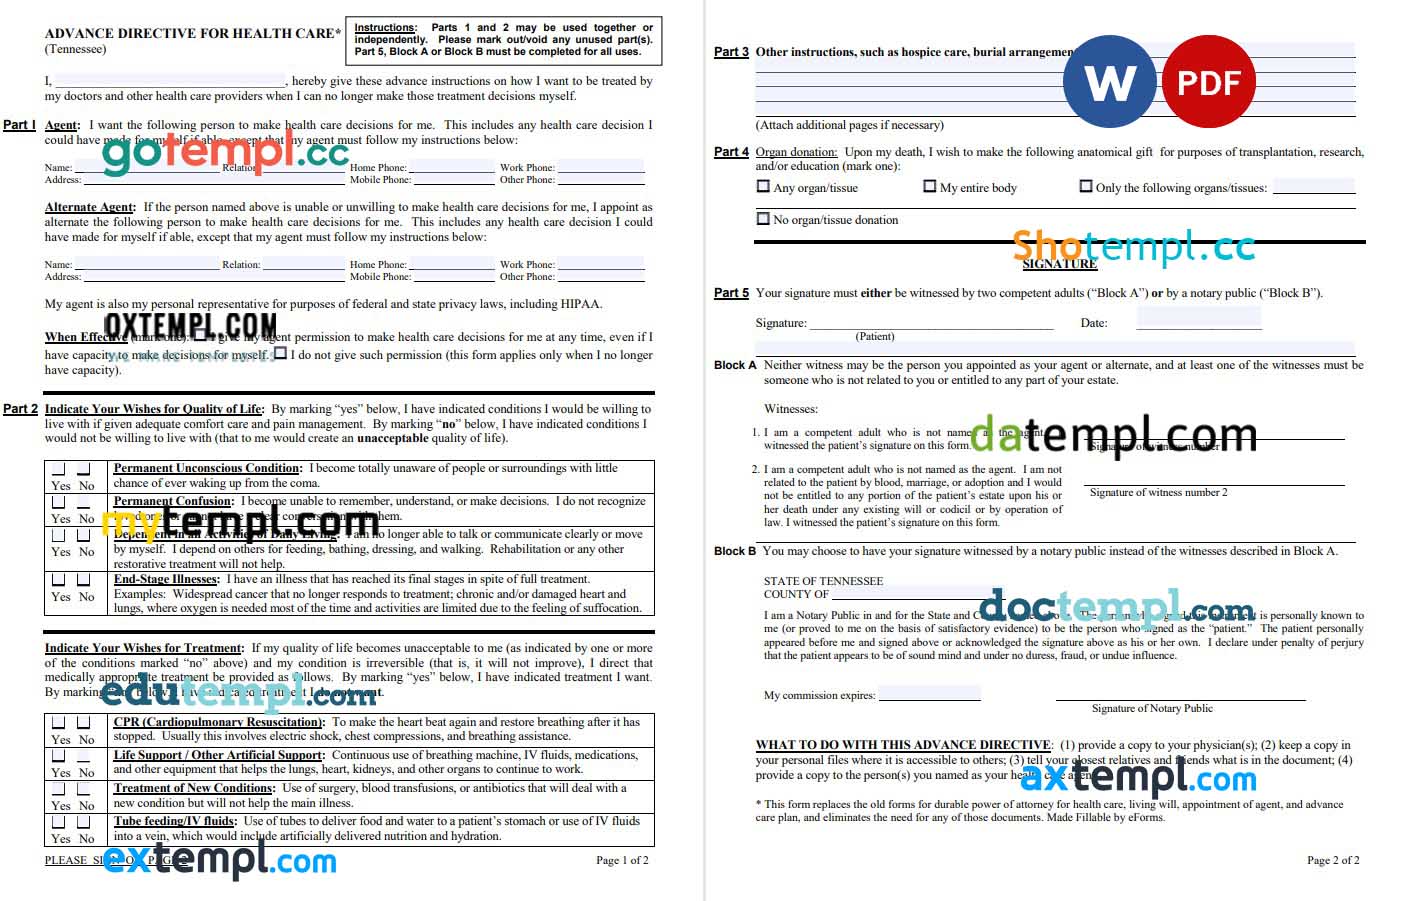 ADVANCE DIRECTIVE FOR HEALTH CARE*
(Tennessee)
Instructions: Parts 1 and 2 may be used together or
independently. Please mark out/void any unused part(s).
Part 5, Block A or Block B must be completed for all uses.
I, ______, hereby give these advance instructions on how I want to be treated by
my doctors and other health care providers when I can no longer make those treatment decisions myself.
Part I Agent: I want the following person to make health care decisions for me. This includes any health care decision I
could have made for myself if able, except that my agent must follow my instructions below:
gotempl.cc
Name: Relation: Home Phone: Work Phone:
Address: Mobile Phone: Other Phone:
Alternate Agent: If the person named above is unable or unwilling to make health care decisions for me, I appoint as
alternate the following person to make health care decisions for me. This includes any health care decision I could
have made for myself if able, except that my agent must follow my instructions below:
Name: Relation: Home Phone: Work Phone:
Address: Mobile Phone: Other Phone:
My agent is also my personal representative for purposes of federal and state privacy laws, including HIPAA.
OXTEMPL.COM
When Effective (mark one): I give my agent permission to make health care decisions for me at any time, even if I
have capacity to make decisions for myself. I do not give such permission (this form applies only when I no longer
WE MAKE TEMPLATES
have capacity).
Part 2 Indicate Your Wishes for Quality of Life: By marking “yes” below, I have indicated conditions I would be willing to
live with if given adequate comfort care and pain management. By marking “no” below, I have indicated conditions I
would not be willing to live with (that to me would create an unacceptable quality of life).
Permanent Unconscious Condition: I become totally unaware of people or surroundings with little
Yes No chance of ever waking up from the coma.
Permanent Confusion: I become unable to remember, understand, or make decisions. I do not recognize
Yes No loved ones or cannot have a clear conversation with them.
mytempl.com
Dependent in all Activities of Daily Living: I am no longer able to talk or communicate clearly or move
Yes No by myself. I depend on others for feeding, bathing, dressing, and walking. Rehabilitation or any other
restorative treatment will not help.
End-Stage Illnesses: I have an illness that has reached its final stages in spite of full treatment.
Yes No Examples: Widespread cancer that no longer responds to treatment; chronic and/or damaged heart and
lungs, where oxygen is needed most of the time and activities are limited due to the feeling of suffocation.
Indicate Your Wishes for Treatment: If my quality of life becomes unacceptable to me (as indicated by one or more
of the conditions marked “no” above) and my condition is irreversible (that is, it will not improve), I direct that
medically appropriate treatment be provided as follows. By marking “yes” below, I have indicated treatment I want.
By marking “no” below, I have indicated treatment I do not want.
edutempl.com
CPR (Cardiopulmonary Resuscitation): To make the heart beat again and restore breathing after it has
Yes No stopped. Usually this involves electric shock, chest compressions, and breathing assistance.
Life Support / Other Artificial Support: Continuous use of breathing machine, IV fluids, medications,
Yes No and other equipment that helps the lungs, heart, kidneys, and other organs to continue to work.
Treatment of New Conditions: Use of surgery, blood transfusions, or antibiotics that will deal with a
Yes No new condition but will not help the main illness.
Tube feeding/IV fluids: Use of tubes to deliver food and water to a patient’s stomach or use of IV fluids
Yes No into a vein, which would include artificially delivered nutrition and hydration.
PLEASE SIGN ON PAGE 2 Page 1 of 2
extempl.com
Part 3 Other instructions, such as hospice care, burial arrangemen
W PDF
(Attach additional pages if necessary)
Part 4 Organ donation: Upon my death, I wish to make the following anatomical gift for purposes of transplantation, research,
and/or education (mark one):
Any organ/tissue My entire body Only the following organs/tissues:
No organ/tissue donation
Shotempl.cc
SIGNATURE
Part 5 Your signature must either be witnessed by two competent adults (“Block A”) or by a notary public (“Block B”).
Signature: Date:
(Patient)
Block A Neither witness may be the person you appointed as your agent or alternate, and at least one of the witnesses must be
someone who is not related to you or entitled to any part of your estate.
Witnesses:
1. I am a competent adult who is not named as the agent. I
witnessed the patient’s signature on this form.
datempl.com
Signature of witness number 1
2. I am a competent adult who is not named as the agent. I am not
related to the patient by blood, marriage, or adoption and I would
not be entitled to any portion of the patient’s estate upon his or
her death under any existing will or codicil or by operation of
law. I witnessed the patient’s signature on this form.
Signature of witness number 2
Block B You may choose to have your signature witnessed by a notary public instead of the witnesses described in Block A.
STATE OF TENNESSEE
COUNTY OF
doctempl.com
I am a Notary Public in and for the State and County named above. The person who signed this instrument is personally known to
me (or proved to me on the basis of satisfactory evidence) to be the person who signed as the “patient.” The patient personally
appeared before me and signed above or acknowledged the signature above as his or her own. I declare under penalty of perjury
that the patient appears to be of sound mind and under no duress, fraud, or undue influence.
My commission expires:
Signature of Notary Public
WHAT TO DO WITH THIS ADVANCE DIRECTIVE: (1) provide a copy to your physician(s); (2) keep a copy in
your personal files where it is accessible to others; (3) tell your closest relatives and friends what is in the document; (4)
provide a copy to the person(s) you named as your health care agent.
axtempl.com
* This form replaces the old forms for durable power of attorney for health care, living will, appointment of agent, and advance
care plan, and eliminates the need for any of those documents. Made Fillable by eForms.
Page 2 of 2